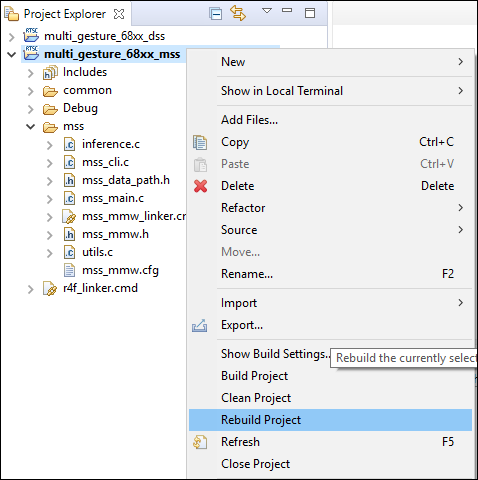 Project Explorer
RTSC multi_gesture_68xx_dss
RTSC multi_gesture_68xx_mss
Includes
common
Debug
mss
inference.c
mss_cli.c
mss_data_path.h
mss_main.c
mss_mmw_linker.cr
mss_mmw.h
utils.c
mss_mmw.cfg
r4f_linker.cmd
New
Show in Local Terminal
Add Files...
Copy Ctrl+C
Paste Ctrl+V
Delete Delete
Refactor
Source
Move...
Rename... F2
Import
Export...
Show Build Settings...
Rebuild the currently select
Build Project
Clean Project
Rebuild Project
Refresh F5
Close Project